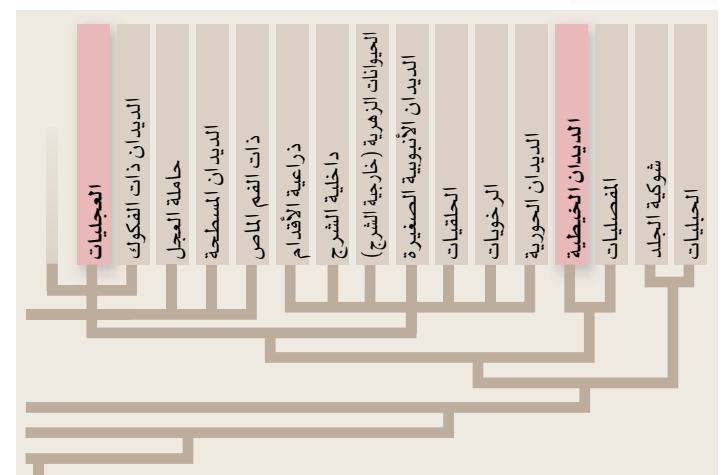 العجليات
الديدان ذات الفكوك
حاملة العجل
الديدان المسطحة
ذات الفم الماص
ذراعية الأقدام
داخلية الشرج
الحيوانات الزهرية (خارجية الشرج)
الديدان الأنبوبية الصغيرة
الحلقيات
الرخويات
الديدان الحورية
الديدان الخيطية
المفصليات
شوكية الجلد
الحبليات